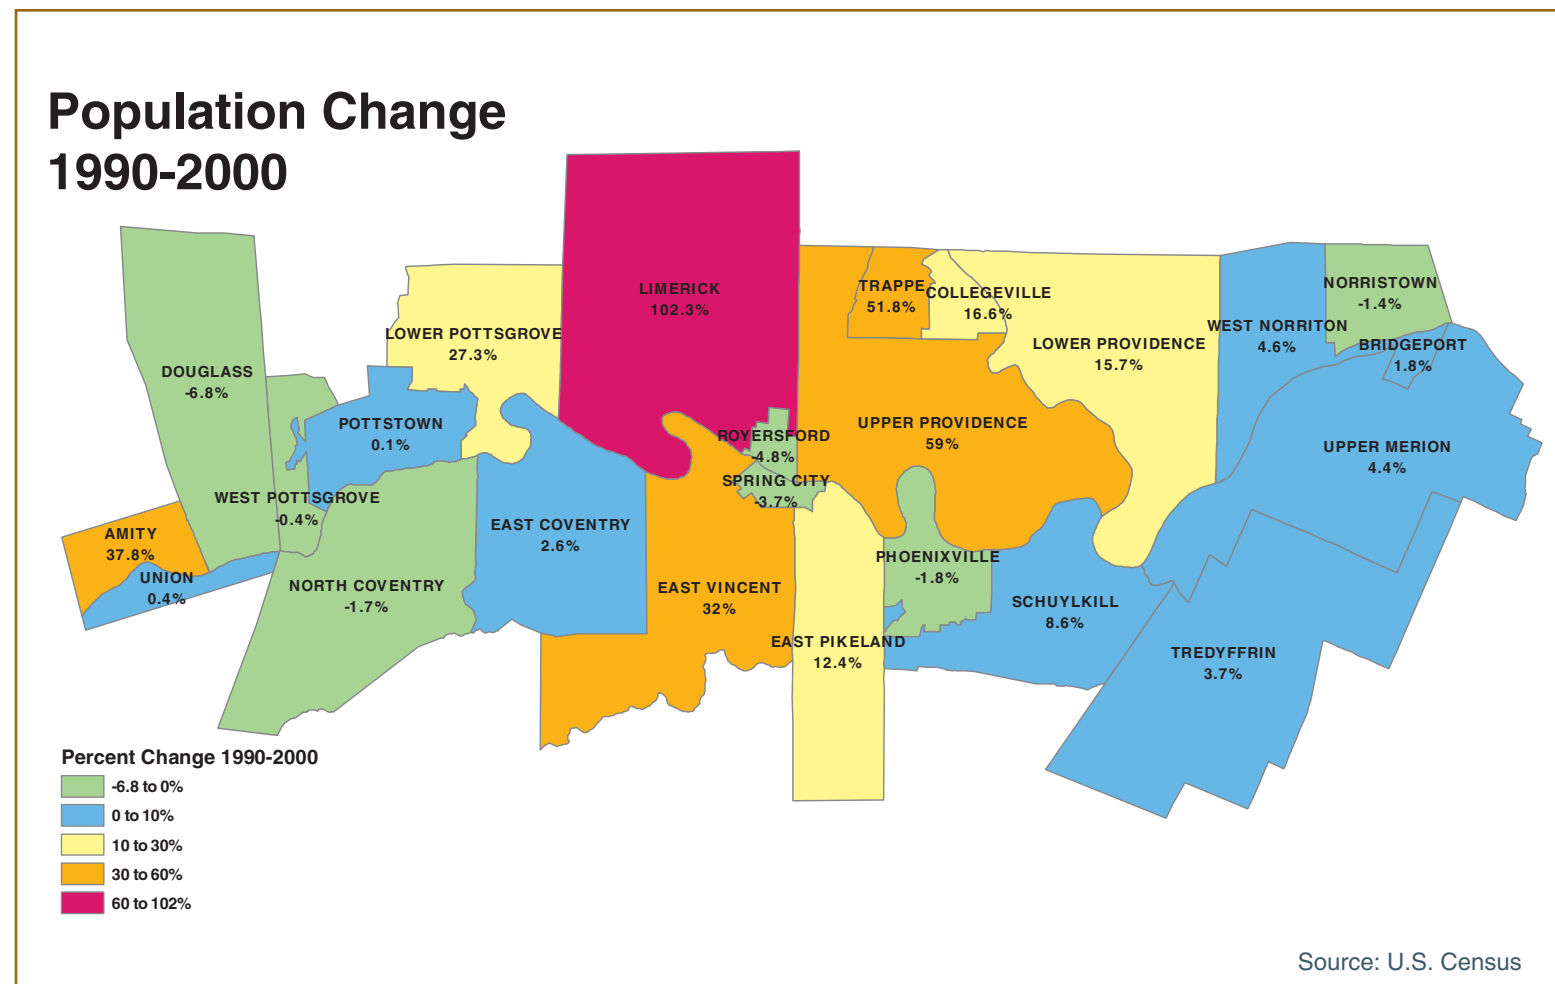 Population Change
1990-2000
LIMERICK
102.3%
TRAPPE
51.8%
COLLEGEVILLE
16.6%
NORRISTOWN
-1.4%
LOWER POTTSGROVE
27.3%
LOWER PROVIDENCE
15.7%
WEST NORRITON
4.6%
BRIDGEPORT
1.8%
DOUGLASS
-6.8%
POTTSTOWN
0.1%
ROYERSFORD
-4.8%
UPPER PROVIDENCE
59%
UPPER MERION
4.4%
SPRING CITY
-3.7%
WEST POTTSGROVE
-0.4%
EAST COVENTRY
2.6%
AMITY
37.8%
UNION
0.4%
NORTH COVENTRY
-1.7%
EAST VINCENT
32%
PHOENIXVILLE
-1.8%
SCHUYLKILL
8.6%
EAST PIKELAND
12.4%
TREDYFFRIN
3.7%
Percent Change 1990-2000
-6.8 to 0%
0 to 10%
10 to 30%
30 to 60%
60 to 102%
Source: U.S. Census